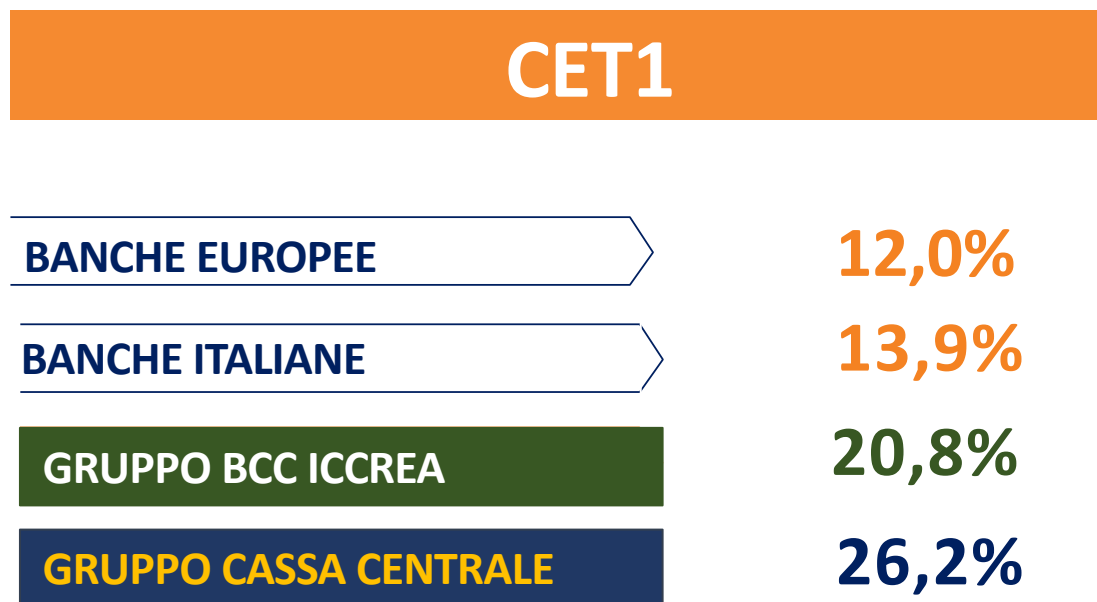 CET1
BANCHE EUROPEE 12,0%
BANCHE ITALIANE 13,9%
GRUPPO BCC ICCREA 20,8%
GRUPPO CASSA CENTRALE 26,2%